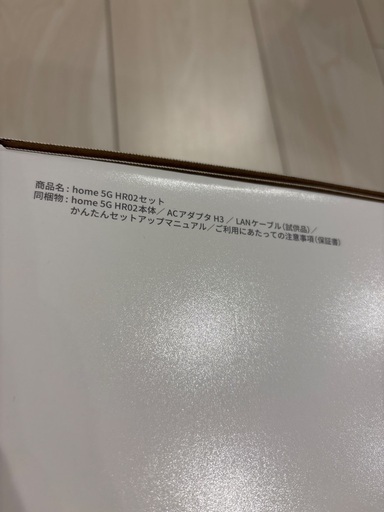 商品名：home 5G HR02セット
同梱物：home 5G HR02本体／ACアダプタ H3／LANケーブル（試供品）／
かんたんセットアップマニュアル／ご利用にあたっての注意事項（保証書）